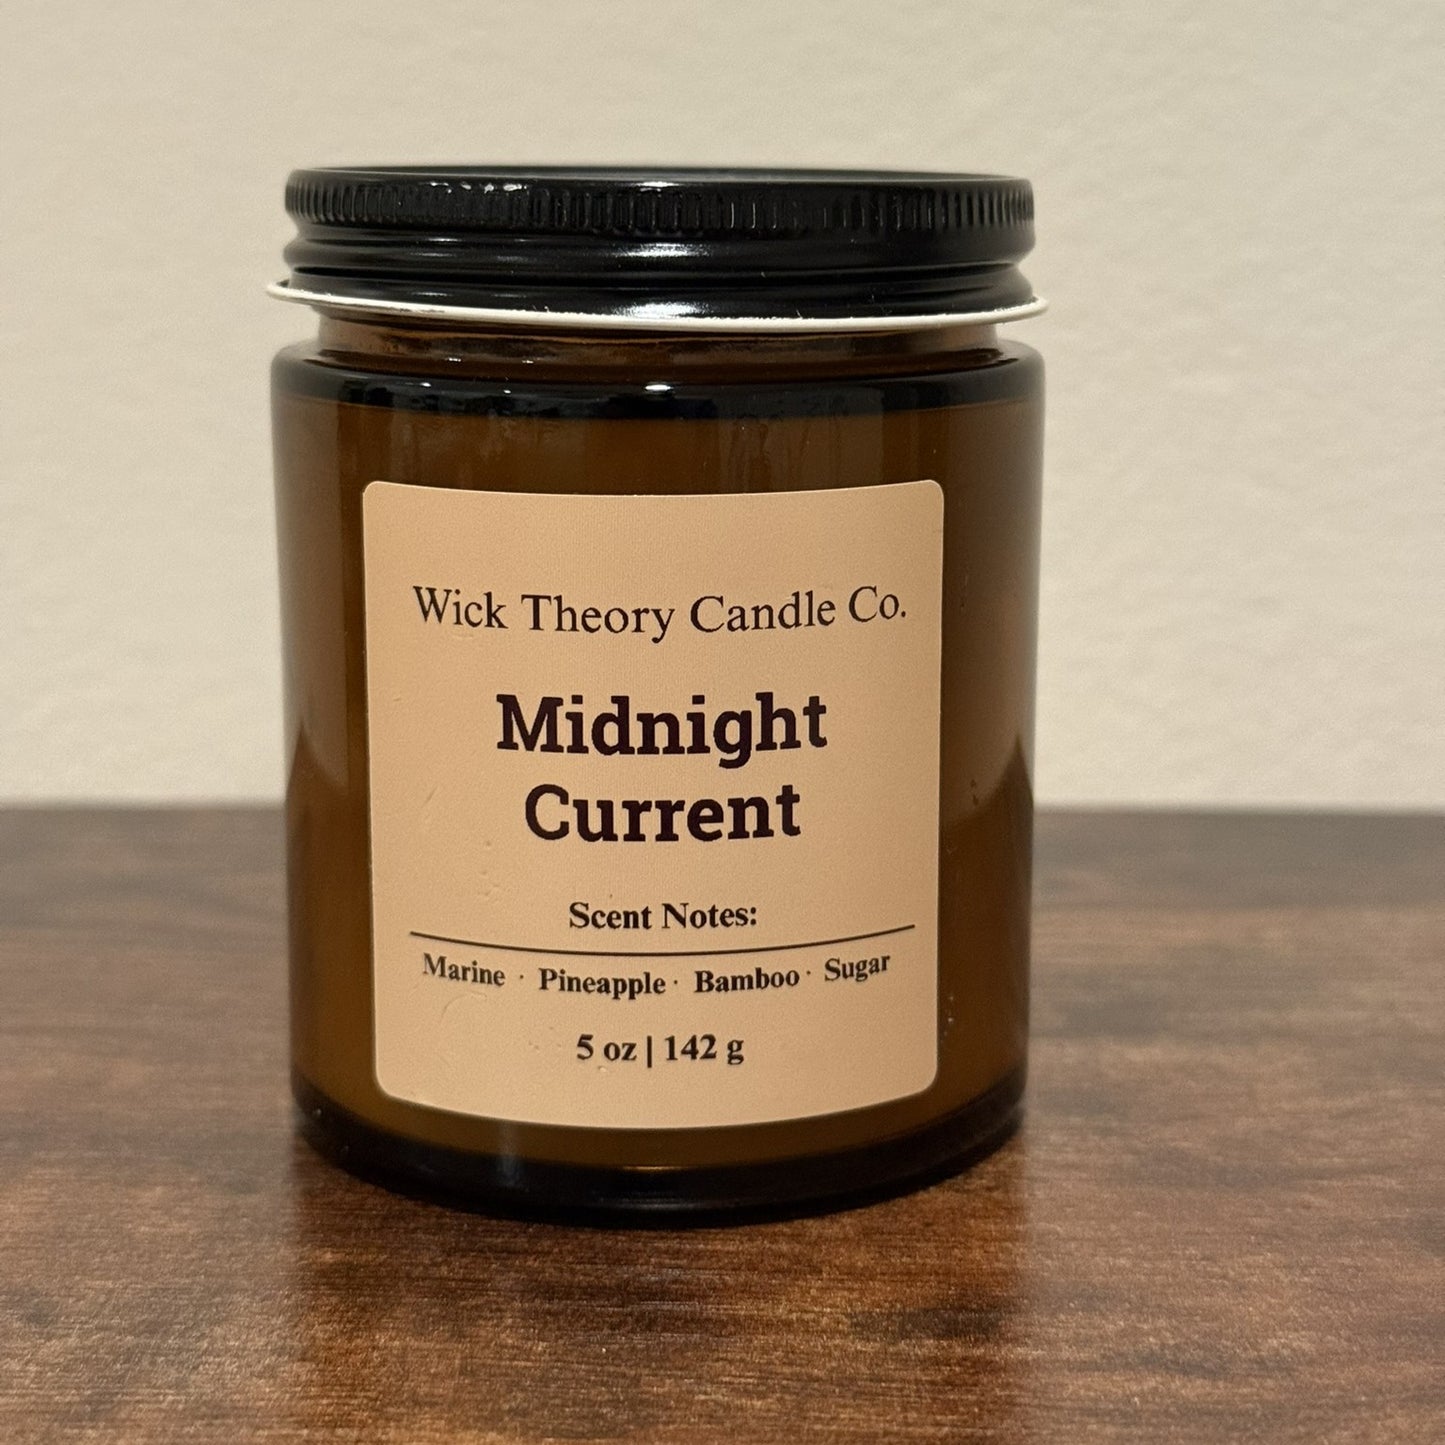 Wick Theory Candle Co.
Midnight
Current
Scent Notes:
Marine · Pineapple · Bamboo · Sugar
5 oz | 142 g